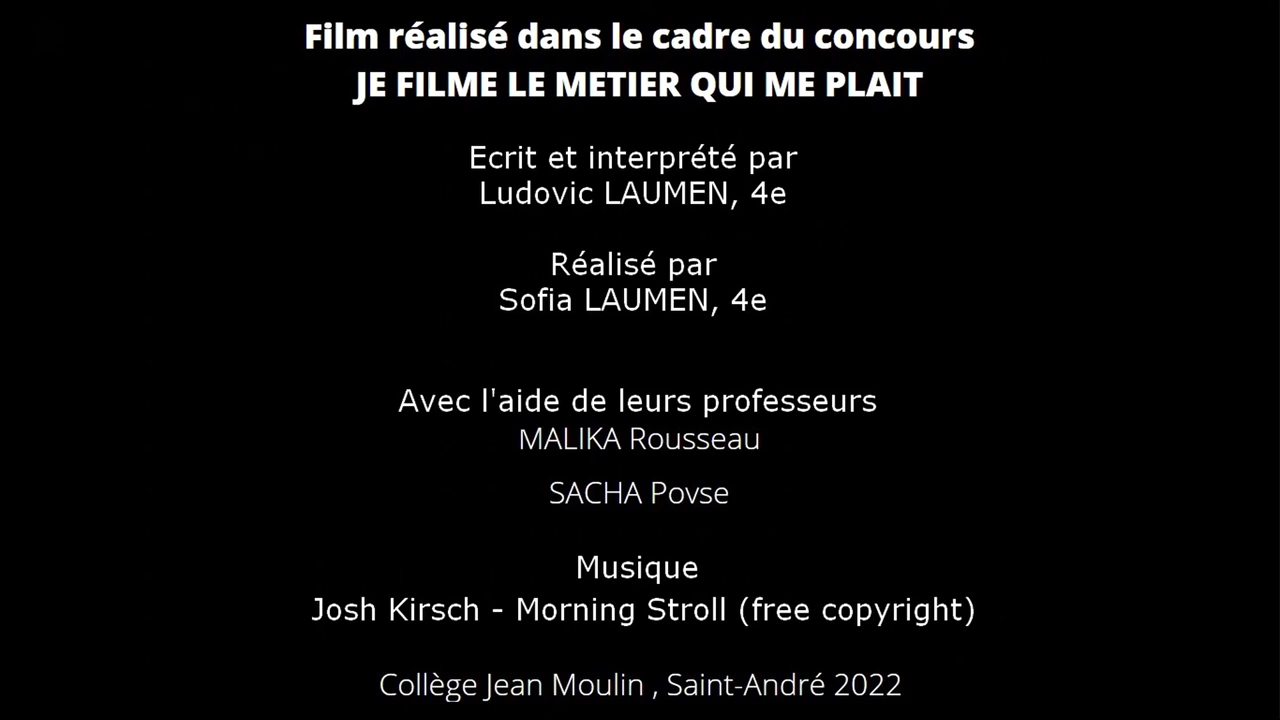 Film réalisé dans le cadre du concours
JE FILME LE METIER QUI ME PLAIT
Ecrit et interprété par
Ludovic LAUMEN, 4e
Réalisé par
Sofia LAUMEN, 4e
Avec l'aide de leurs professeurs
MALIKA Rousseau
SACHA Povse
Musique
Josh Kirsch - Morning Stroll (free copyright)
Collège Jean Moulin , Saint-André 2022